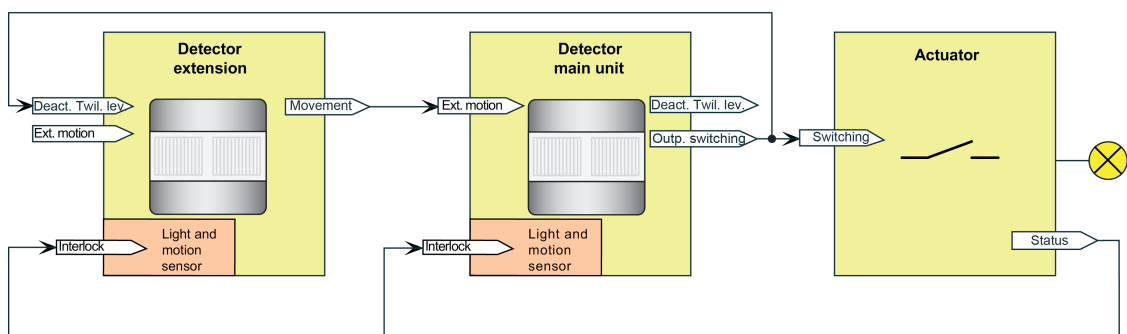 Detector
extension
Deact. Twil. lev.
Ext. motion
Movement
Interlock
Light and
motion
sensor
Detector
main unit
Ext. motion
Deact. Twil. lev.
Outp. switching
Interlock
Light and
motion
sensor
Actuator
Switching
Status